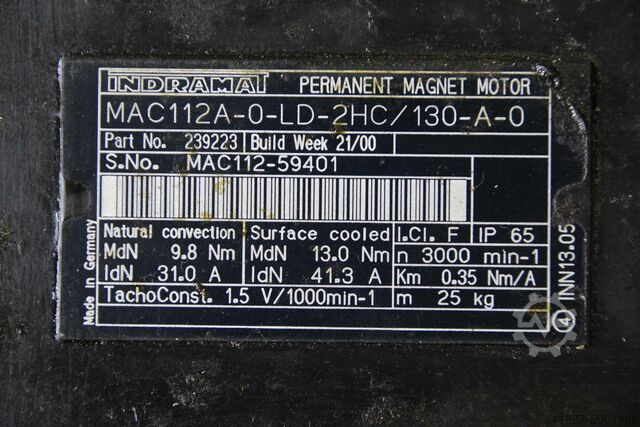 INDRAMAT PERMANENT MAGNET MOTOR
MAC112A-0-LD-2HC/130-A-0
Part No. 239223 Build Week 21/00
S.No. MAC112-59401
Natural convection Surface cooled I.Cl. F IP 65
MdN 9.8 Nm MdN 13.0 Nm n 3000 min-1
IdN 31.0 A IdN 41.3 A Km 0.35 Nm/A
TachoConst. 1.5 V/1000min-1 m 25 kg
Made in Germany
4 INN13.05